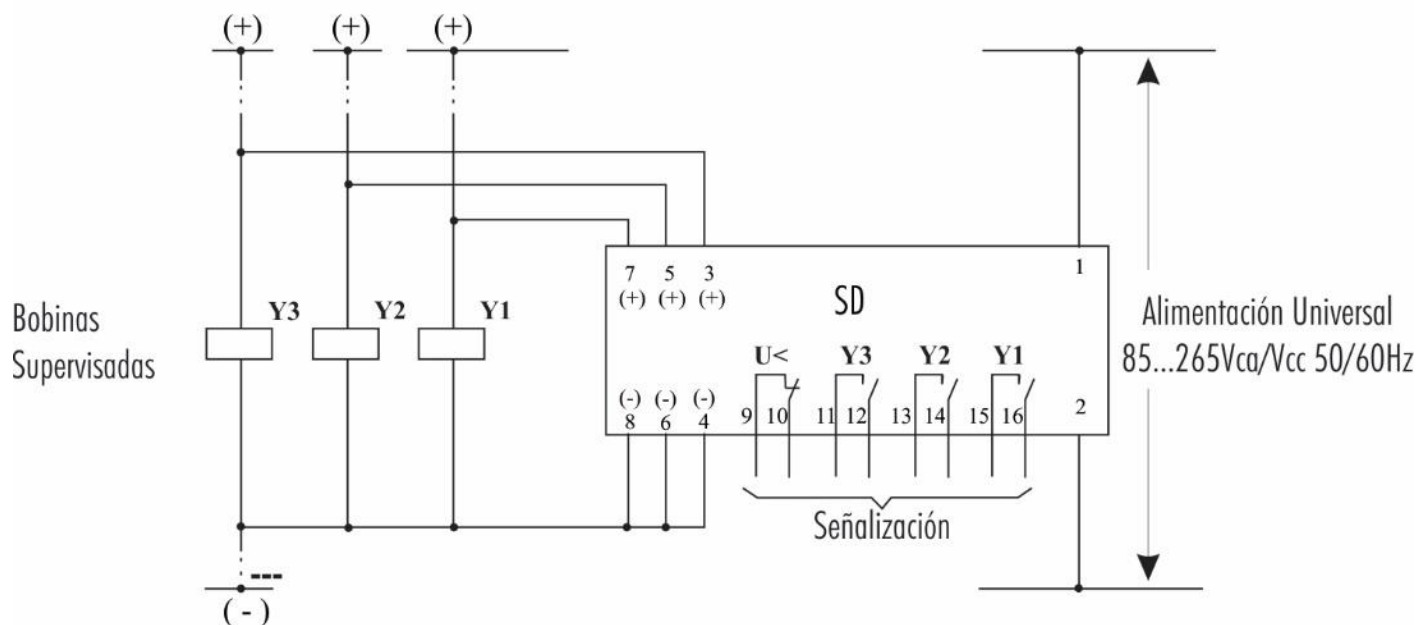 (+) (+) (+)
7 5 3
(+) (+) (+)
SD
1
Bobinas
Supervisadas
Y3 Y2 Y1
Alimentación Universal
85...265Vca/Vcc 50/60Hz
U< Y3 Y2 Y1
(-) (-) (-)
8 6 4
9 10 11 12 13 14 15 16
2
Señalización
(-)